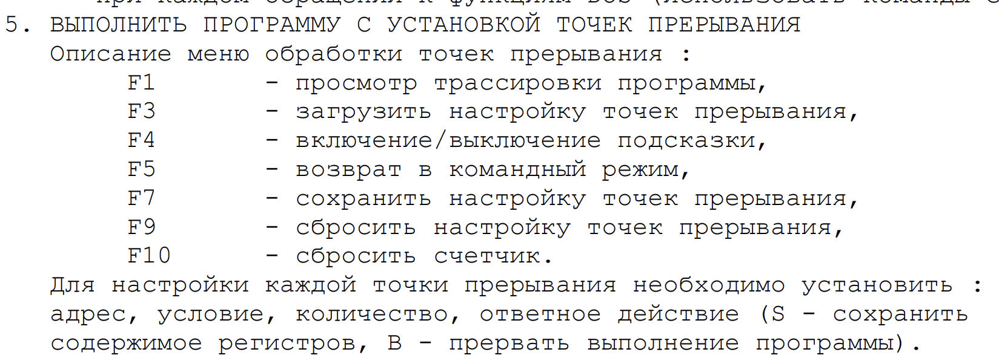 при каждом обращении к функциям DOS (использовать команды
5. ВЫПОЛНИТЬ ПРОГРАММУ С УСТАНОВКОЙ ТОЧЕК ПРЕРЫВАНИЯ
Описание меню обработки точек прерывания :
F1 - просмотр трассировки программы,
F3 - загрузить настройку точек прерывания,
F4 - включение/выключение подсказки,
F5 - возврат в командный режим,
F7 - сохранить настройку точек прерывания,
F9 - сбросить настройку точек прерывания,
F10 - сбросить счетчик.
Для настройки каждой точки прерывания необходимо установить :
адрес, условие, количество, ответное действие (S - сохранить
содержимое регистров, B - прервать выполнение программы).